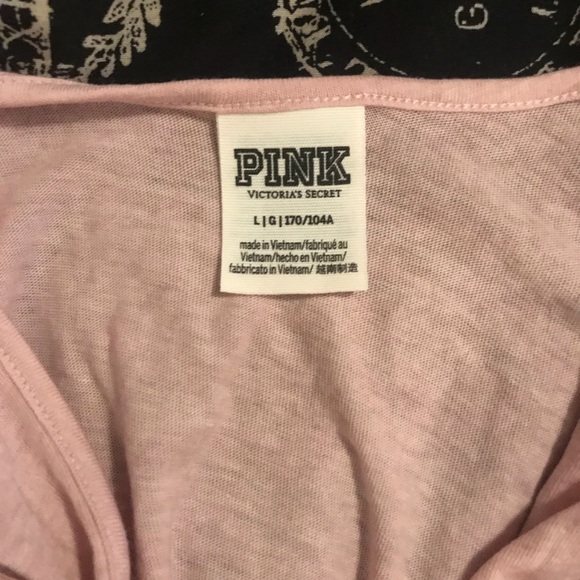 G
PINK
VICTORIA'S SECRET
L | G | 170/104A
made in Vietnam/fabriqué au
Vietnam/hecho en Vietnam/
fabbricato in Vietnam/ 越南制造